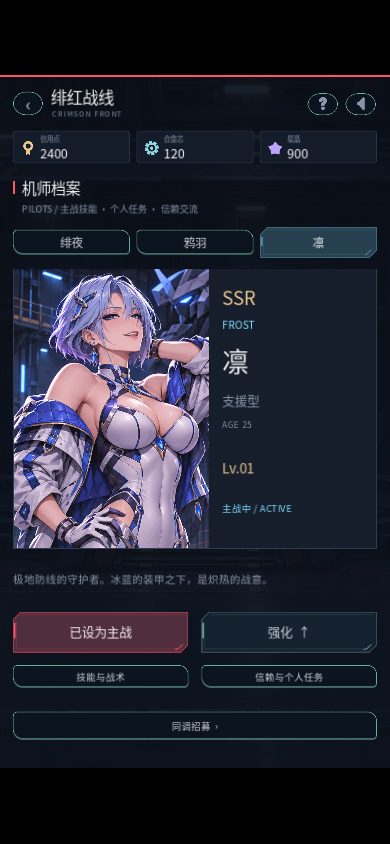 绯红战线
CRIMSON FRONT
?
信用点
2400
合金芯
120
星晶
900
机师档案
PILOTS / 主战技能 · 个人任务 · 信赖交流
绯夜
鸦羽
凛
SSR
FROST
凛
支援型
AGE 25
Lv.01
主战中 / ACTIVE
极地防线的守护者。冰蓝的装甲之下，是炽热的战意。
已设为主战
强化 ↑
技能与战术
信赖与个人任务
同调招募 ›